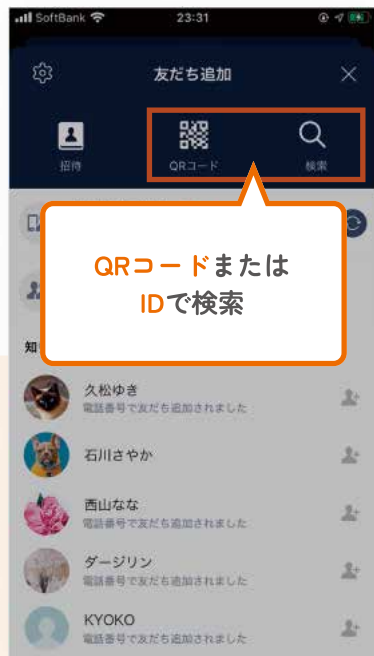 SoftBank
23:31
友だち追加
招待
QRコード
検索
QRコードまたは
IDで検索
知
久松ゆき
電話番号で友だち追加されました
石川さやか
西山なな
電話番号で友だち追加されました
ダージリン
電話番号で友だち追加されました
KYOKO
電話番号で友だち追加されました